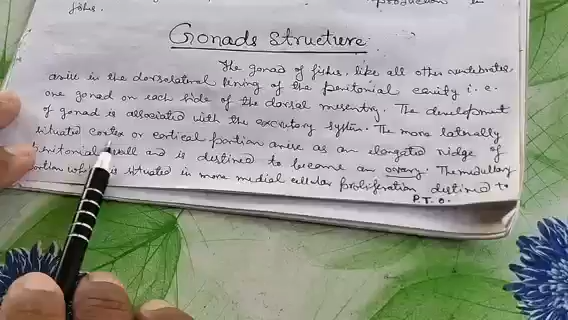 fishes. production in
Gonads structure
The gonad of fishes, like all other vertebrates,
arise in the dorsolateral lining of the peritonial cavity i.e.
one gonad on each side of the dorsal mesentry. The development
of gonad is associated with the excretory system. The more laterally
situated cortex or cortical portion arise as an elongated ridge of
peritonial wall and is destined to become an ovary. The medullary
portion which is situated in more medial cellular proliferation destined to
P.T.O.